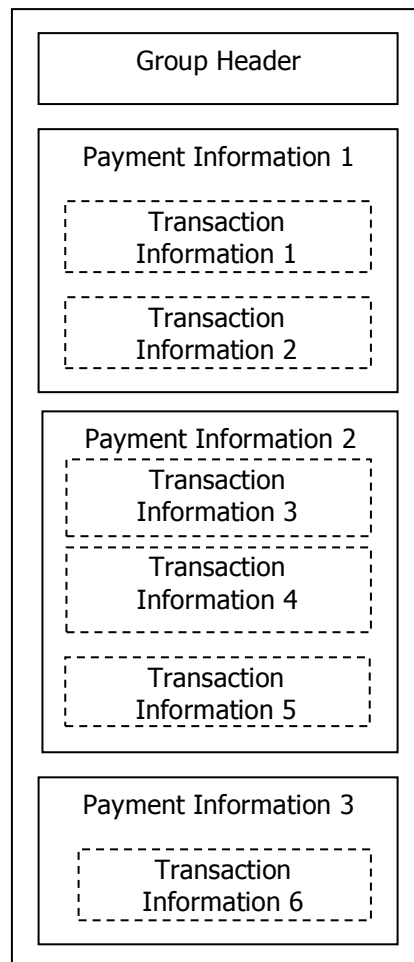 Group Header
Payment Information 1
Transaction
Information 1
Transaction
Information 2
Payment Information 2
Transaction
Information 3
Transaction
Information 4
Transaction
Information 5
Payment Information 3
Transaction
Information 6